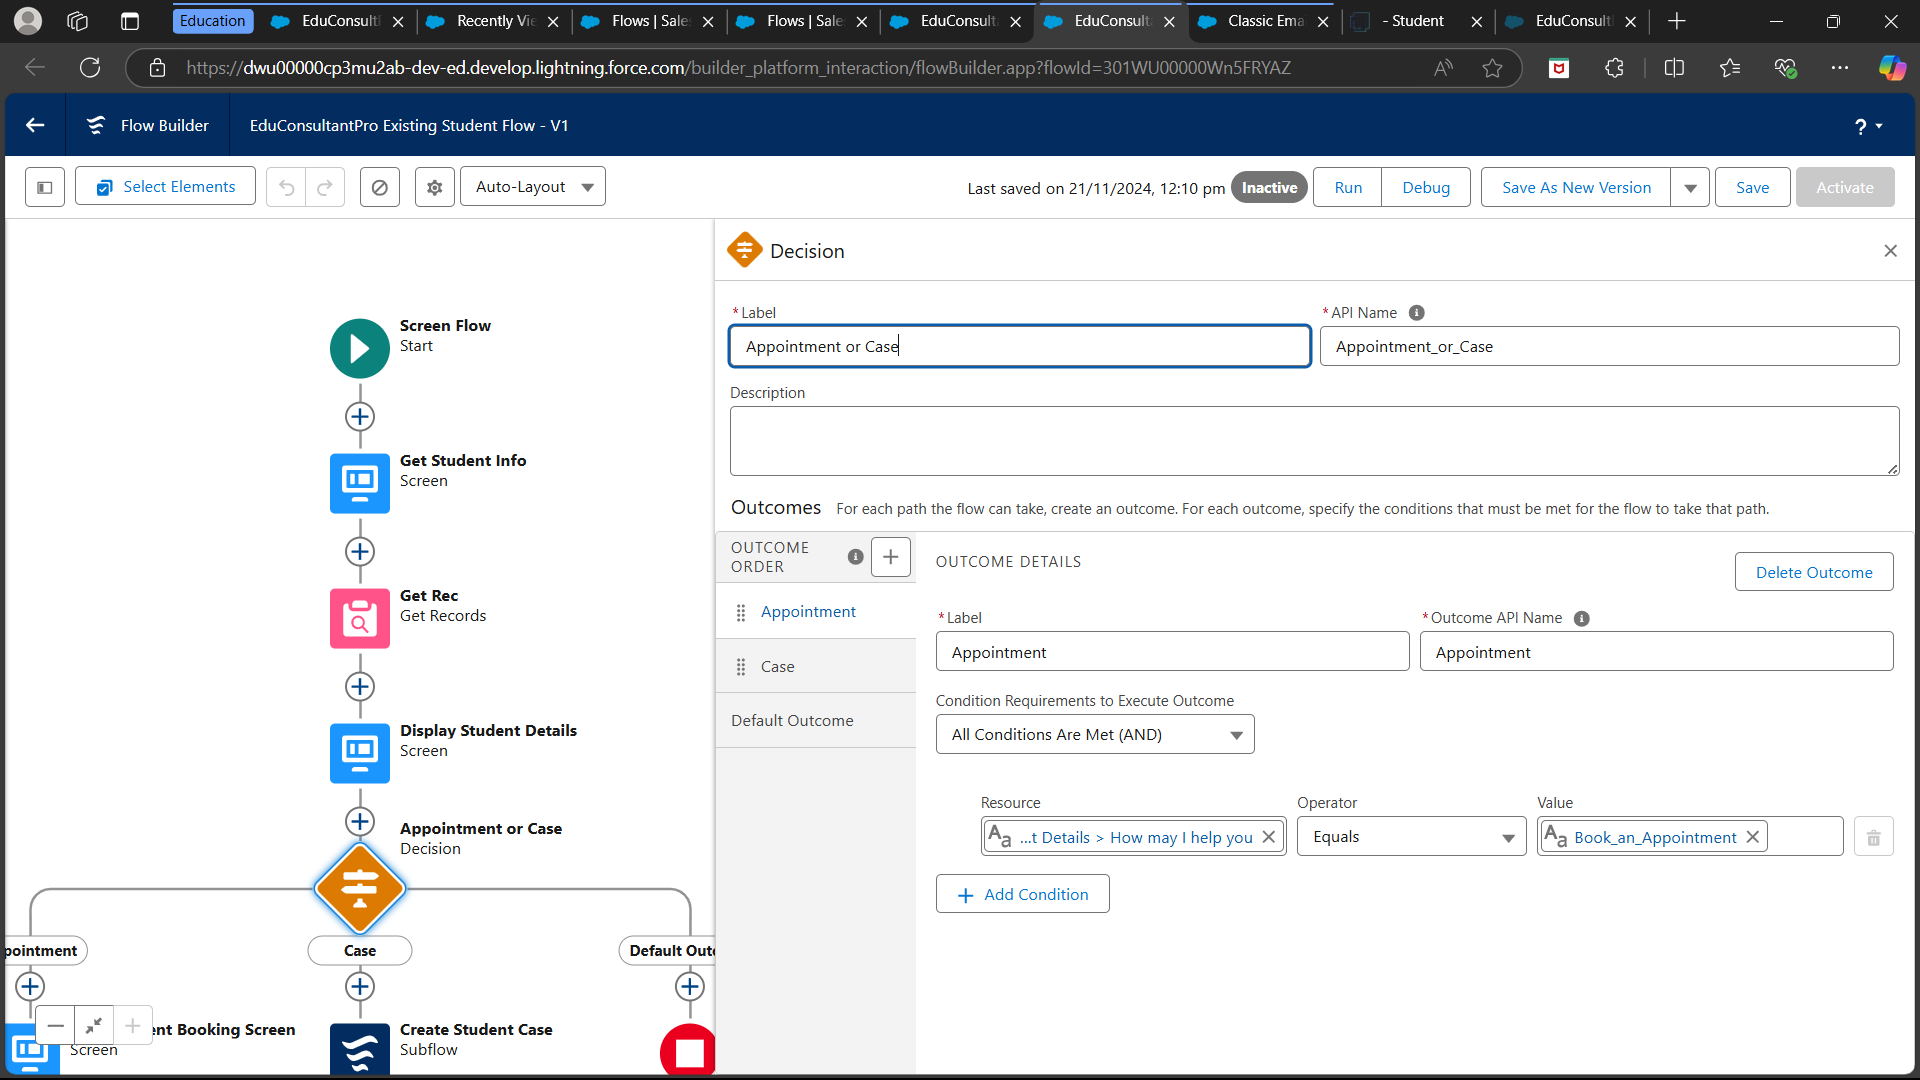 Education
EduConsultI
Recently Vie
Flows | Sale
Flows | Sale
EduConsult
EduConsult
Classic Ema
- Student
EduConsult
https://dwu00000cp3mu2ab-dev-ed.develop.lightning.force.com/builder_platform_interaction/flowBuilder.app?flowId=301WU00000Wn5FRYAZ
Flow Builder
EduConsultantPro Existing Student Flow - V1
?
Select Elements
Auto-Layout
Last saved on 21/11/2024, 12:10 pm
Inactive
Run
Debug
Save As New Version
Save
Activate
Screen Flow
Start
Get Student Info
Screen
Get Rec
Get Records
Display Student Details
Screen
Appointment or Case
Decision
pointment
Case
Default Outc
ent Booking Screen
Screen
Create Student Case
Subflow
Decision
* Label
Appointment or Case
* API Name
Appointment_or_Case
Description
Outcomes
For each path the flow can take, create an outcome. For each outcome, specify the conditions that must be met for the flow to take that path.
OUTCOME
ORDER
Appointment
Case
Default Outcome
OUTCOME DETAILS
Delete Outcome
* Label
Appointment
* Outcome API Name
Appointment
Condition Requirements to Execute Outcome
All Conditions Are Met (AND)
Resource
Aa ...t Details > How may I help you
Operator
Equals
Value
Aa Book_an_Appointment
Add Condition